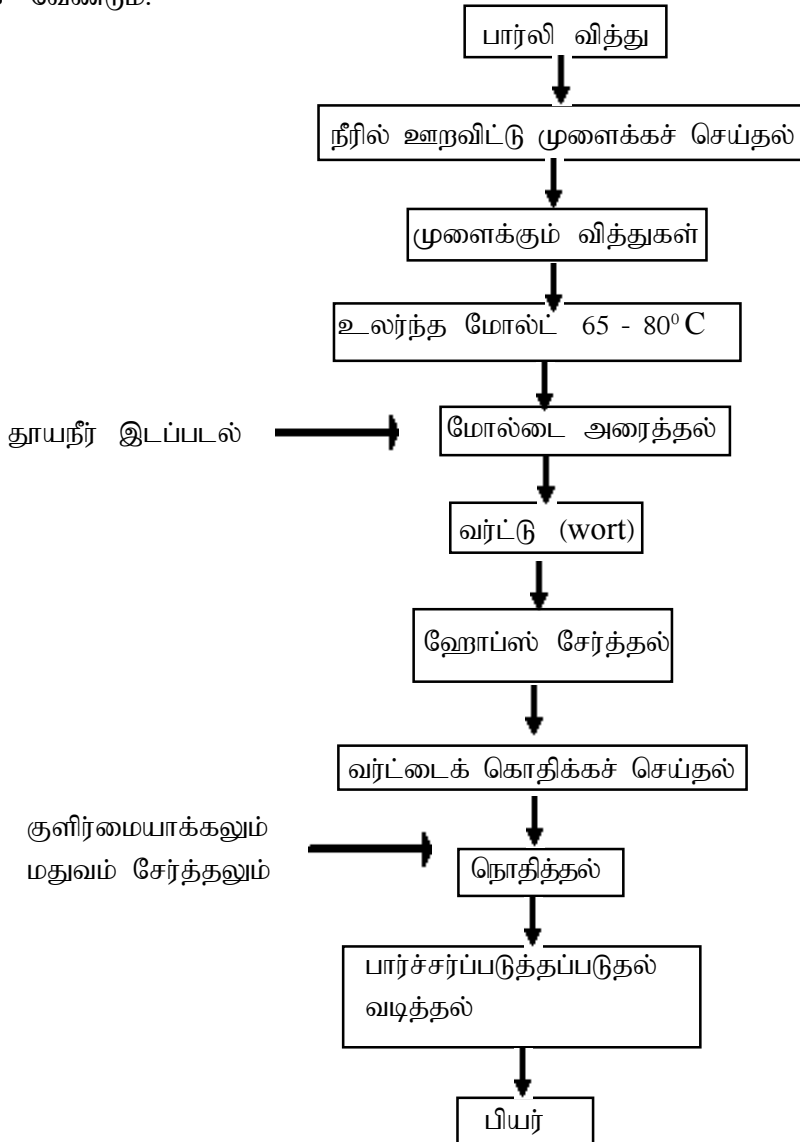 வேண்டும்.
பார்லி வித்து
நீரில் ஊறவிட்டு முளைக்கச் செய்தல்
முளைக்கும் வித்துகள்
உலர்ந்த மோல்ட் 65 - 80⁰ C
தூயநீர் இடப்படல்
மோல்டை அரைத்தல்
வர்ட்டு (wort)
ஹோப்ஸ் சேர்த்தல்
வர்ட்டைக் கொதிக்கச் செய்தல்
குளிர்மையாக்கலும்
மதுவம் சேர்த்தலும்
நொதித்தல்
பார்ச்சர்ப்படுத்தப்படுதல்
வடித்தல்
பியர்